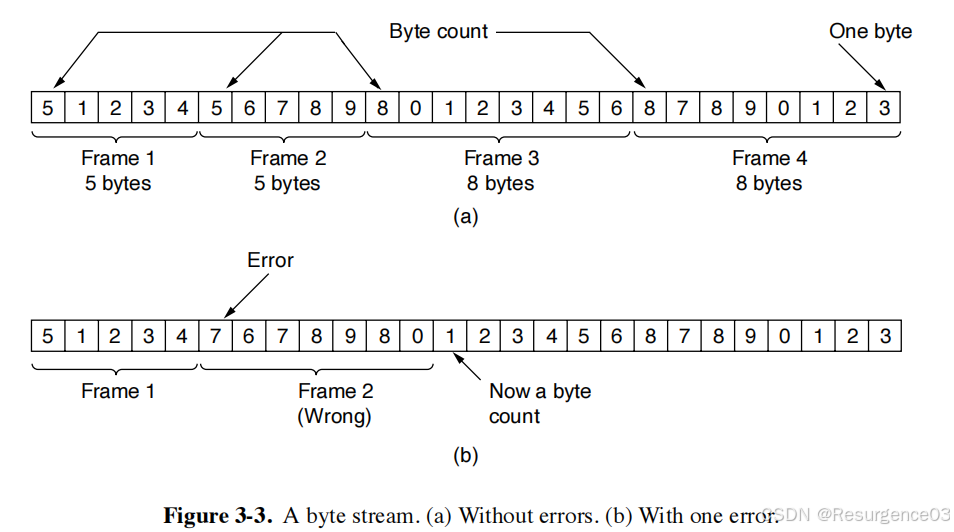 Byte count One byte
5 1 2 3 4 5 6 7 8 9 8 0 1 2 3 4 5 6 8 7 8 9 0 1 2 3
Frame 1 Frame 2 Frame 3 Frame 4
5 bytes 5 bytes 8 bytes 8 bytes
(a)
Error
5 1 2 3 4 7 6 7 8 9 8 0 1 2 3 4 5 6 8 7 8 9 0 1 2 3
Frame 1 Frame 2 Now a byte
(Wrong) count
(b)
Figure 3-3. A byte stream. (a) Without errors. (b) With one error.
CSDN @Resurgence03